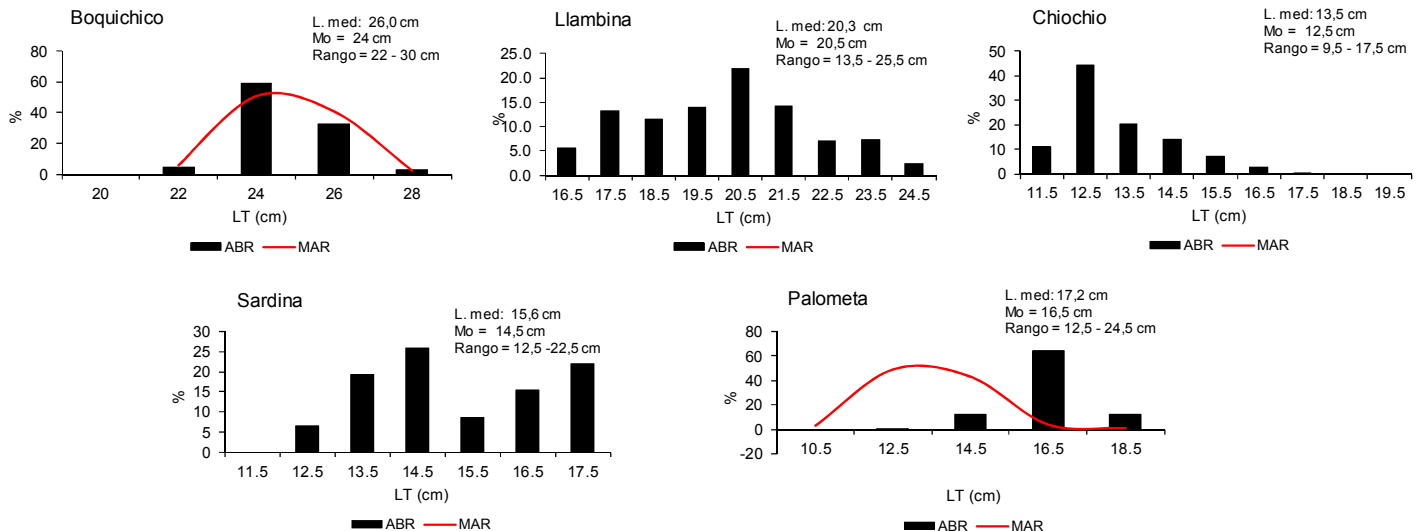 Boquichico
L. med: 26,0 cm
Mo = 24 cm
Rango = 22 - 30 cm
80
60
40
20
0
%
20 22 24 26 28
LT (cm)
ABR MAR
Llambina
L. med: 20,3 cm
Mo = 20,5 cm
Rango = 13,5 - 25,5 cm
25.0
20.0
15.0
10.0
5.0
0.0
%
16.5 17.5 18.5 19.5 20.5 21.5 22.5 23.5 24.5
LT (cm)
ABR MAR
Chiochio
L. med: 13,5 cm
Mo = 12,5 cm
Rango = 9,5 - 17,5 cm
50
40
30
20
10
0
%
11.5 12.5 13.5 14.5 15.5 16.5 17.5 18.5 19.5
LT (cm)
ABR MAR
Sardina
L. med: 15,6 cm
Mo = 14,5 cm
Rango = 12,5 -22,5 cm
30
25
20
15
10
5
0
%
11.5 12.5 13.5 14.5 15.5 16.5 17.5
LT (cm)
ABR MAR
Palometa
L. med: 17,2 cm
Mo = 16,5 cm
Rango = 12,5 - 24,5 cm
80
60
40
20
0
-20
%
10.5 12.5 14.5 16.5 18.5
LT (cm)
ABR MAR